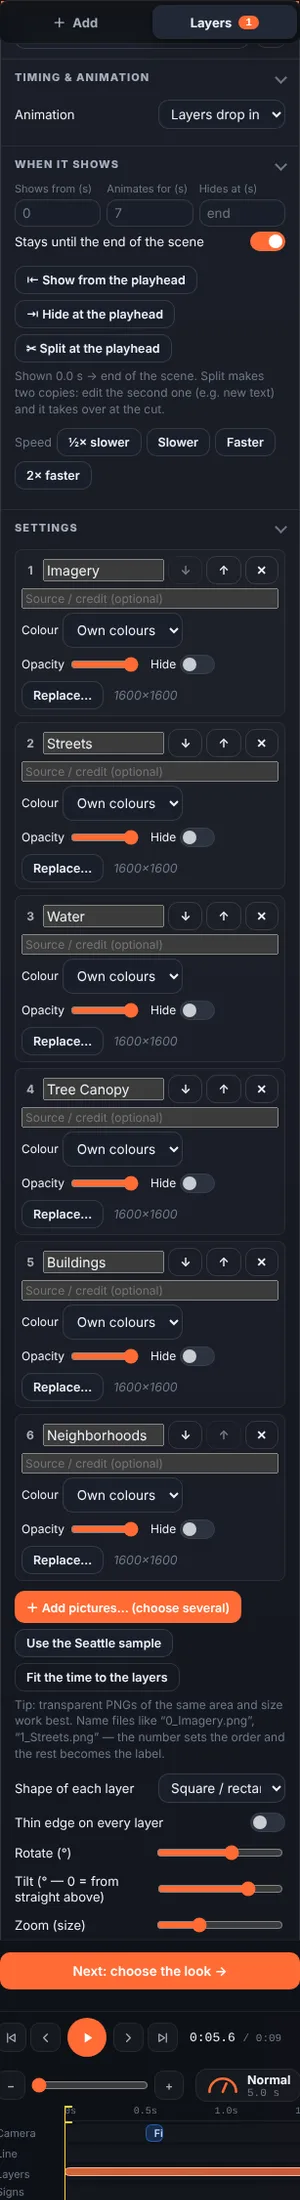 + Add
Layers 1
TIMING & ANIMATION
Animation Layers drop in
WHEN IT SHOWS
Shows from (s) Animates for (s) Hides at (s)
0 7 end
Stays until the end of the scene
⇤ Show from the playhead
⇥ Hide at the playhead
✂ Split at the playhead
Shown 0.0 s → end of the scene. Split makes
two copies: edit the second one (e.g. new text)
and it takes over at the cut.
Speed ½× slower Slower Faster
2× faster
SETTINGS
1 Imagery ↓ ↑ ✕
Source / credit (optional)
Colour Own colours
Opacity Hide
Replace... 1600×1600
2 Streets ↓ ↑ ✕
Source / credit (optional)
Colour Own colours
Opacity Hide
Replace... 1600×1600
3 Water ↓ ↑ ✕
Source / credit (optional)
Colour Own colours
Opacity Hide
Replace... 1600×1600
4 Tree Canopy ↓ ↑ ✕
Source / credit (optional)
Colour Own colours
Opacity Hide
Replace... 1600×1600
5 Buildings ↓ ↑ ✕
Source / credit (optional)
Colour Own colours
Opacity Hide
Replace... 1600×1600
6 Neighborhoods ↓ ↑ ✕
Source / credit (optional)
Colour Own colours
Opacity Hide
Replace... 1600×1600
+ Add pictures... (choose several)
Use the Seattle sample
Fit the time to the layers
Tip: transparent PNGs of the same area and size
work best. Name files like “0_Imagery.png”,
“1_Streets.png” — the number sets the order and
the rest becomes the label.
Shape of each layer Square / rectar
Thin edge on every layer
Rotate (°)
Tilt (° — 0 = from
straight above)
Zoom (size)
Next: choose the look →
0:05.6 / 0:09
− + Normal
5.0 s
0s 0.5s 1.0s
Camera Fi
Line
Layers
Signs